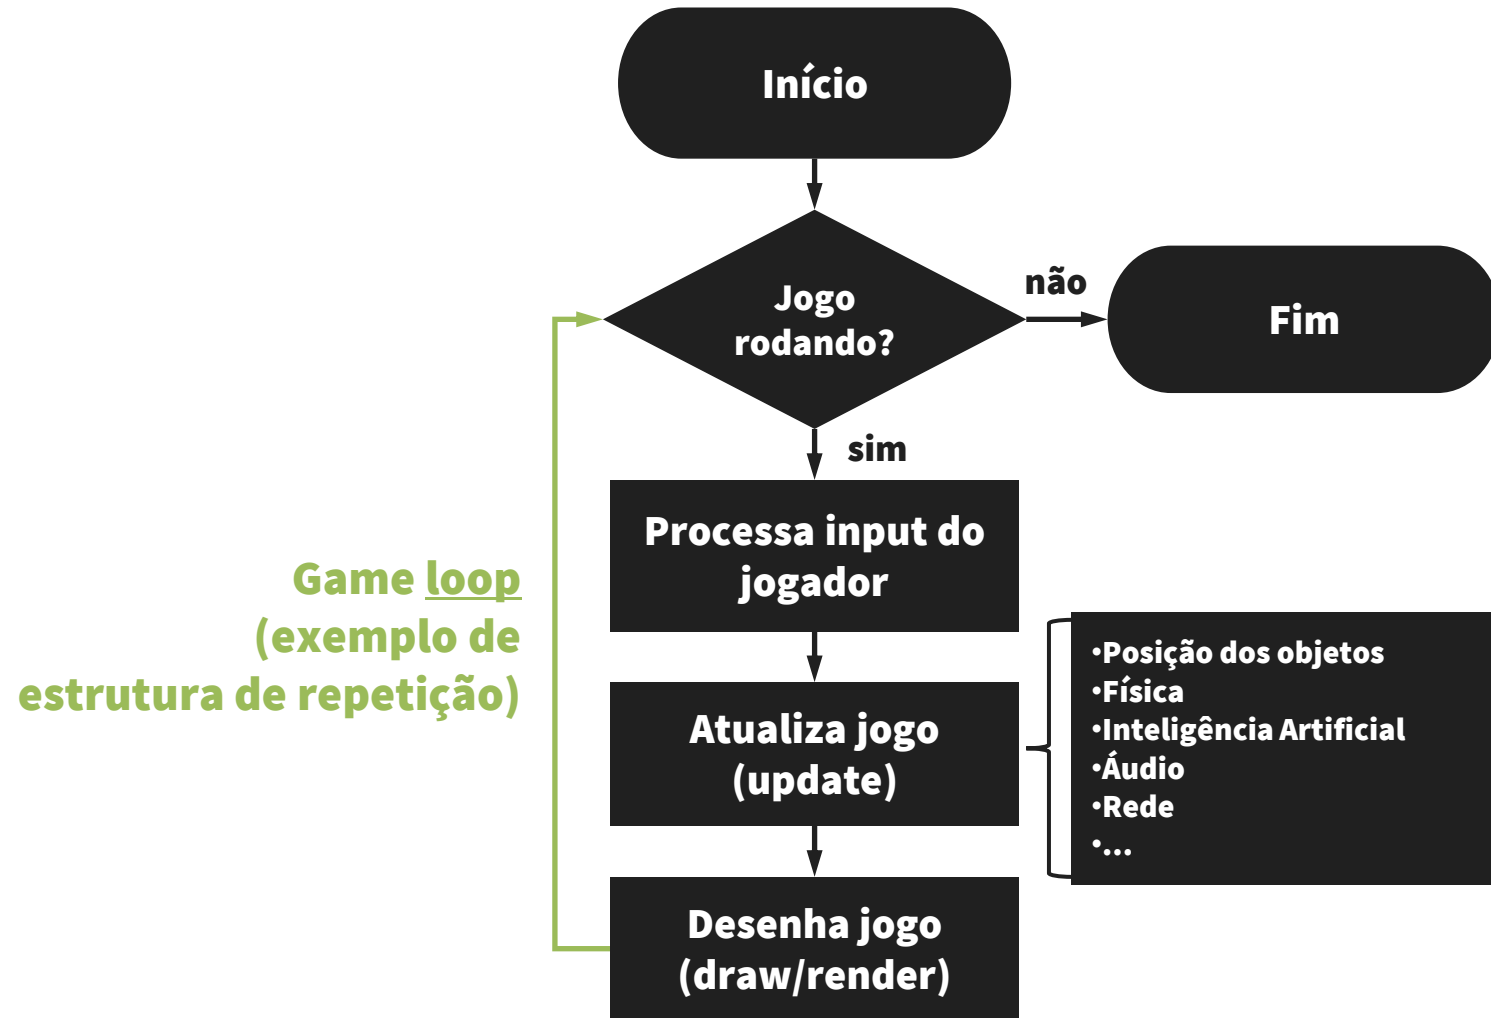 Início
Jogo
rodando?
não
Fim
sim
Processa input do
jogador
Game loop
(exemplo de
estrutura de repetição)
Atualiza jogo
(update)
•Posição dos objetos
•Física
•Inteligência Artificial
•Áudio
•Rede
•...
Desenha jogo
(draw/render)